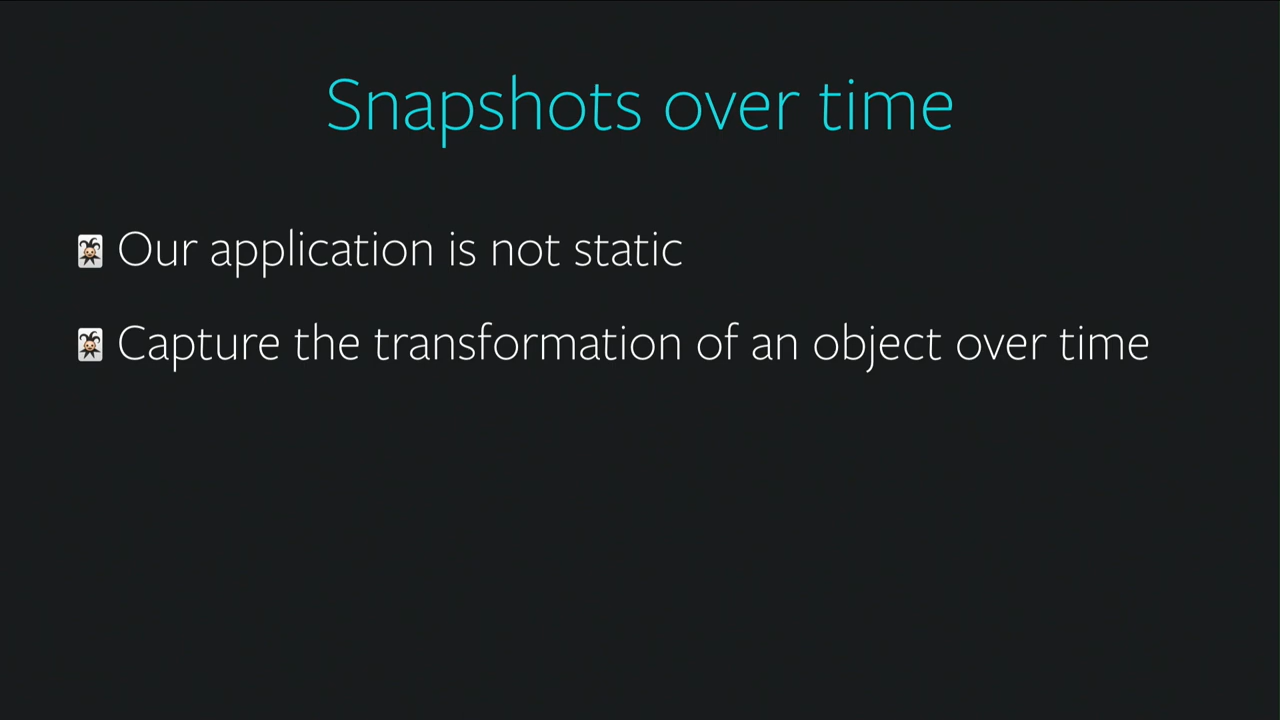 Snapshots over time
Our application is not static
Capture the transformation of an object over time